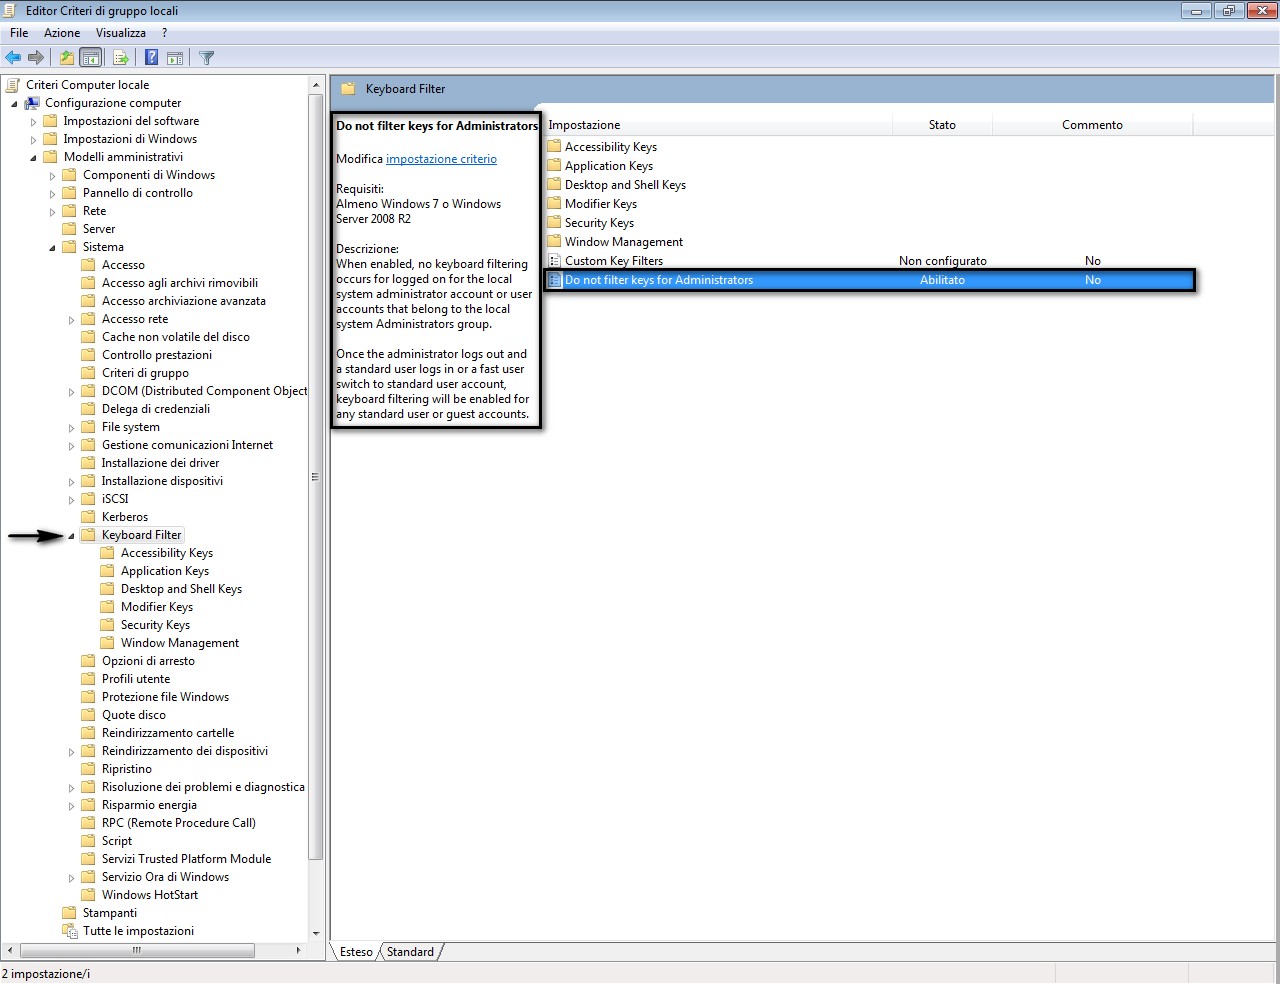 Editor Criteri di gruppo locali
File Azione Visualizza ?
Criteri Computer locale
Configurazione computer
Impostazioni del software
Impostazioni di Windows
Modelli amministrativi
Componenti di Windows
Pannello di controllo
Rete
Server
Sistema
Accesso
Accesso agli archivi rimovibili
Accesso archiviazione avanzata
Accesso rete
Cache non volatile del disco
Controllo prestazioni
Criteri di gruppo
DCOM (Distributed Component Object
Delega di credenziali
File system
Gestione comunicazioni Internet
Installazione dei driver
Installazione dispositivi
iSCSI
Kerberos
Keyboard Filter
Accessibility Keys
Application Keys
Desktop and Shell Keys
Modifier Keys
Security Keys
Window Management
Opzioni di arresto
Profili utente
Protezione file Windows
Quote disco
Reindirizzamento cartelle
Reindirizzamento dei dispositivi
Ripristino
Risoluzione dei problemi e diagnostica
Risparmio energia
RPC (Remote Procedure Call)
Script
Servizi Trusted Platform Module
Servizio Ora di Windows
Windows HotStart
Stampanti
Tutte le impostazioni
Keyboard Filter
Do not filter keys for Administrators
Modifica impostazione criterio
Requisiti:
Almeno Windows 7 o Windows
Server 2008 R2
Descrizione:
When enabled, no keyboard filtering
occurs for logged on for the local
system administrator account or user
accounts that belong to the local
system Administrators group.
Once the administrator logs out and
a standard user logs in or a fast user
switch to standard user account,
keyboard filtering will be enabled for
any standard user or guest accounts.
Impostazione Stato Commento
Accessibility Keys
Application Keys
Desktop and Shell Keys
Modifier Keys
Security Keys
Window Management
Custom Key Filters Non configurato No
Do not filter keys for Administrators Abilitato No
Esteso Standard
2 impostazione/i